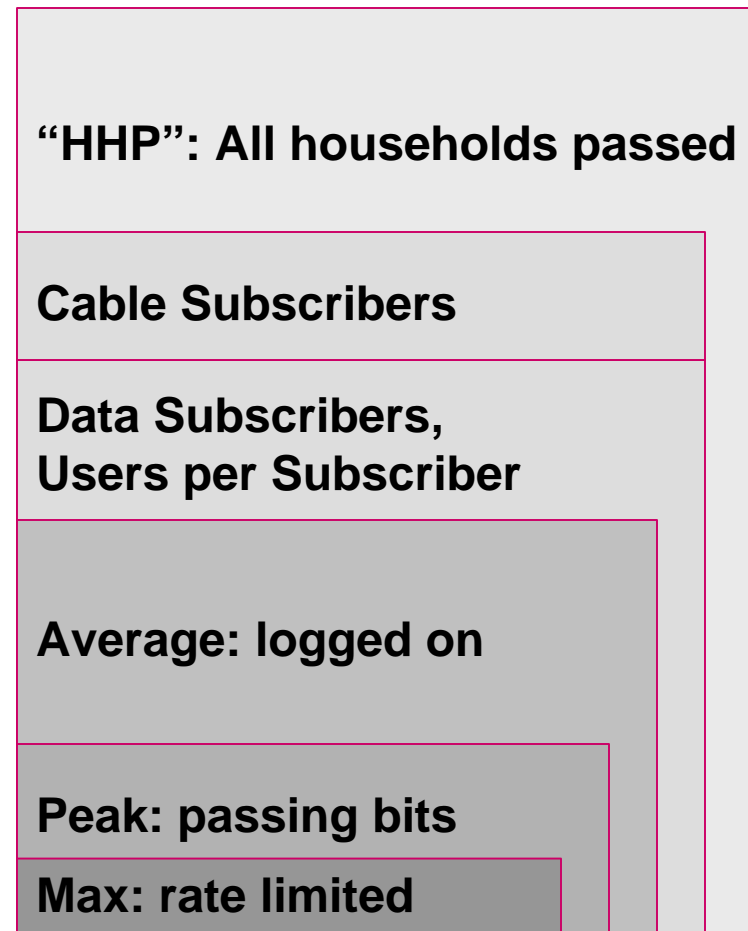 “HHP”: All households passed
Cable Subscribers
Data Subscribers,
Users per Subscriber
Average: logged on
Peak: passing bits
Max: rate limited